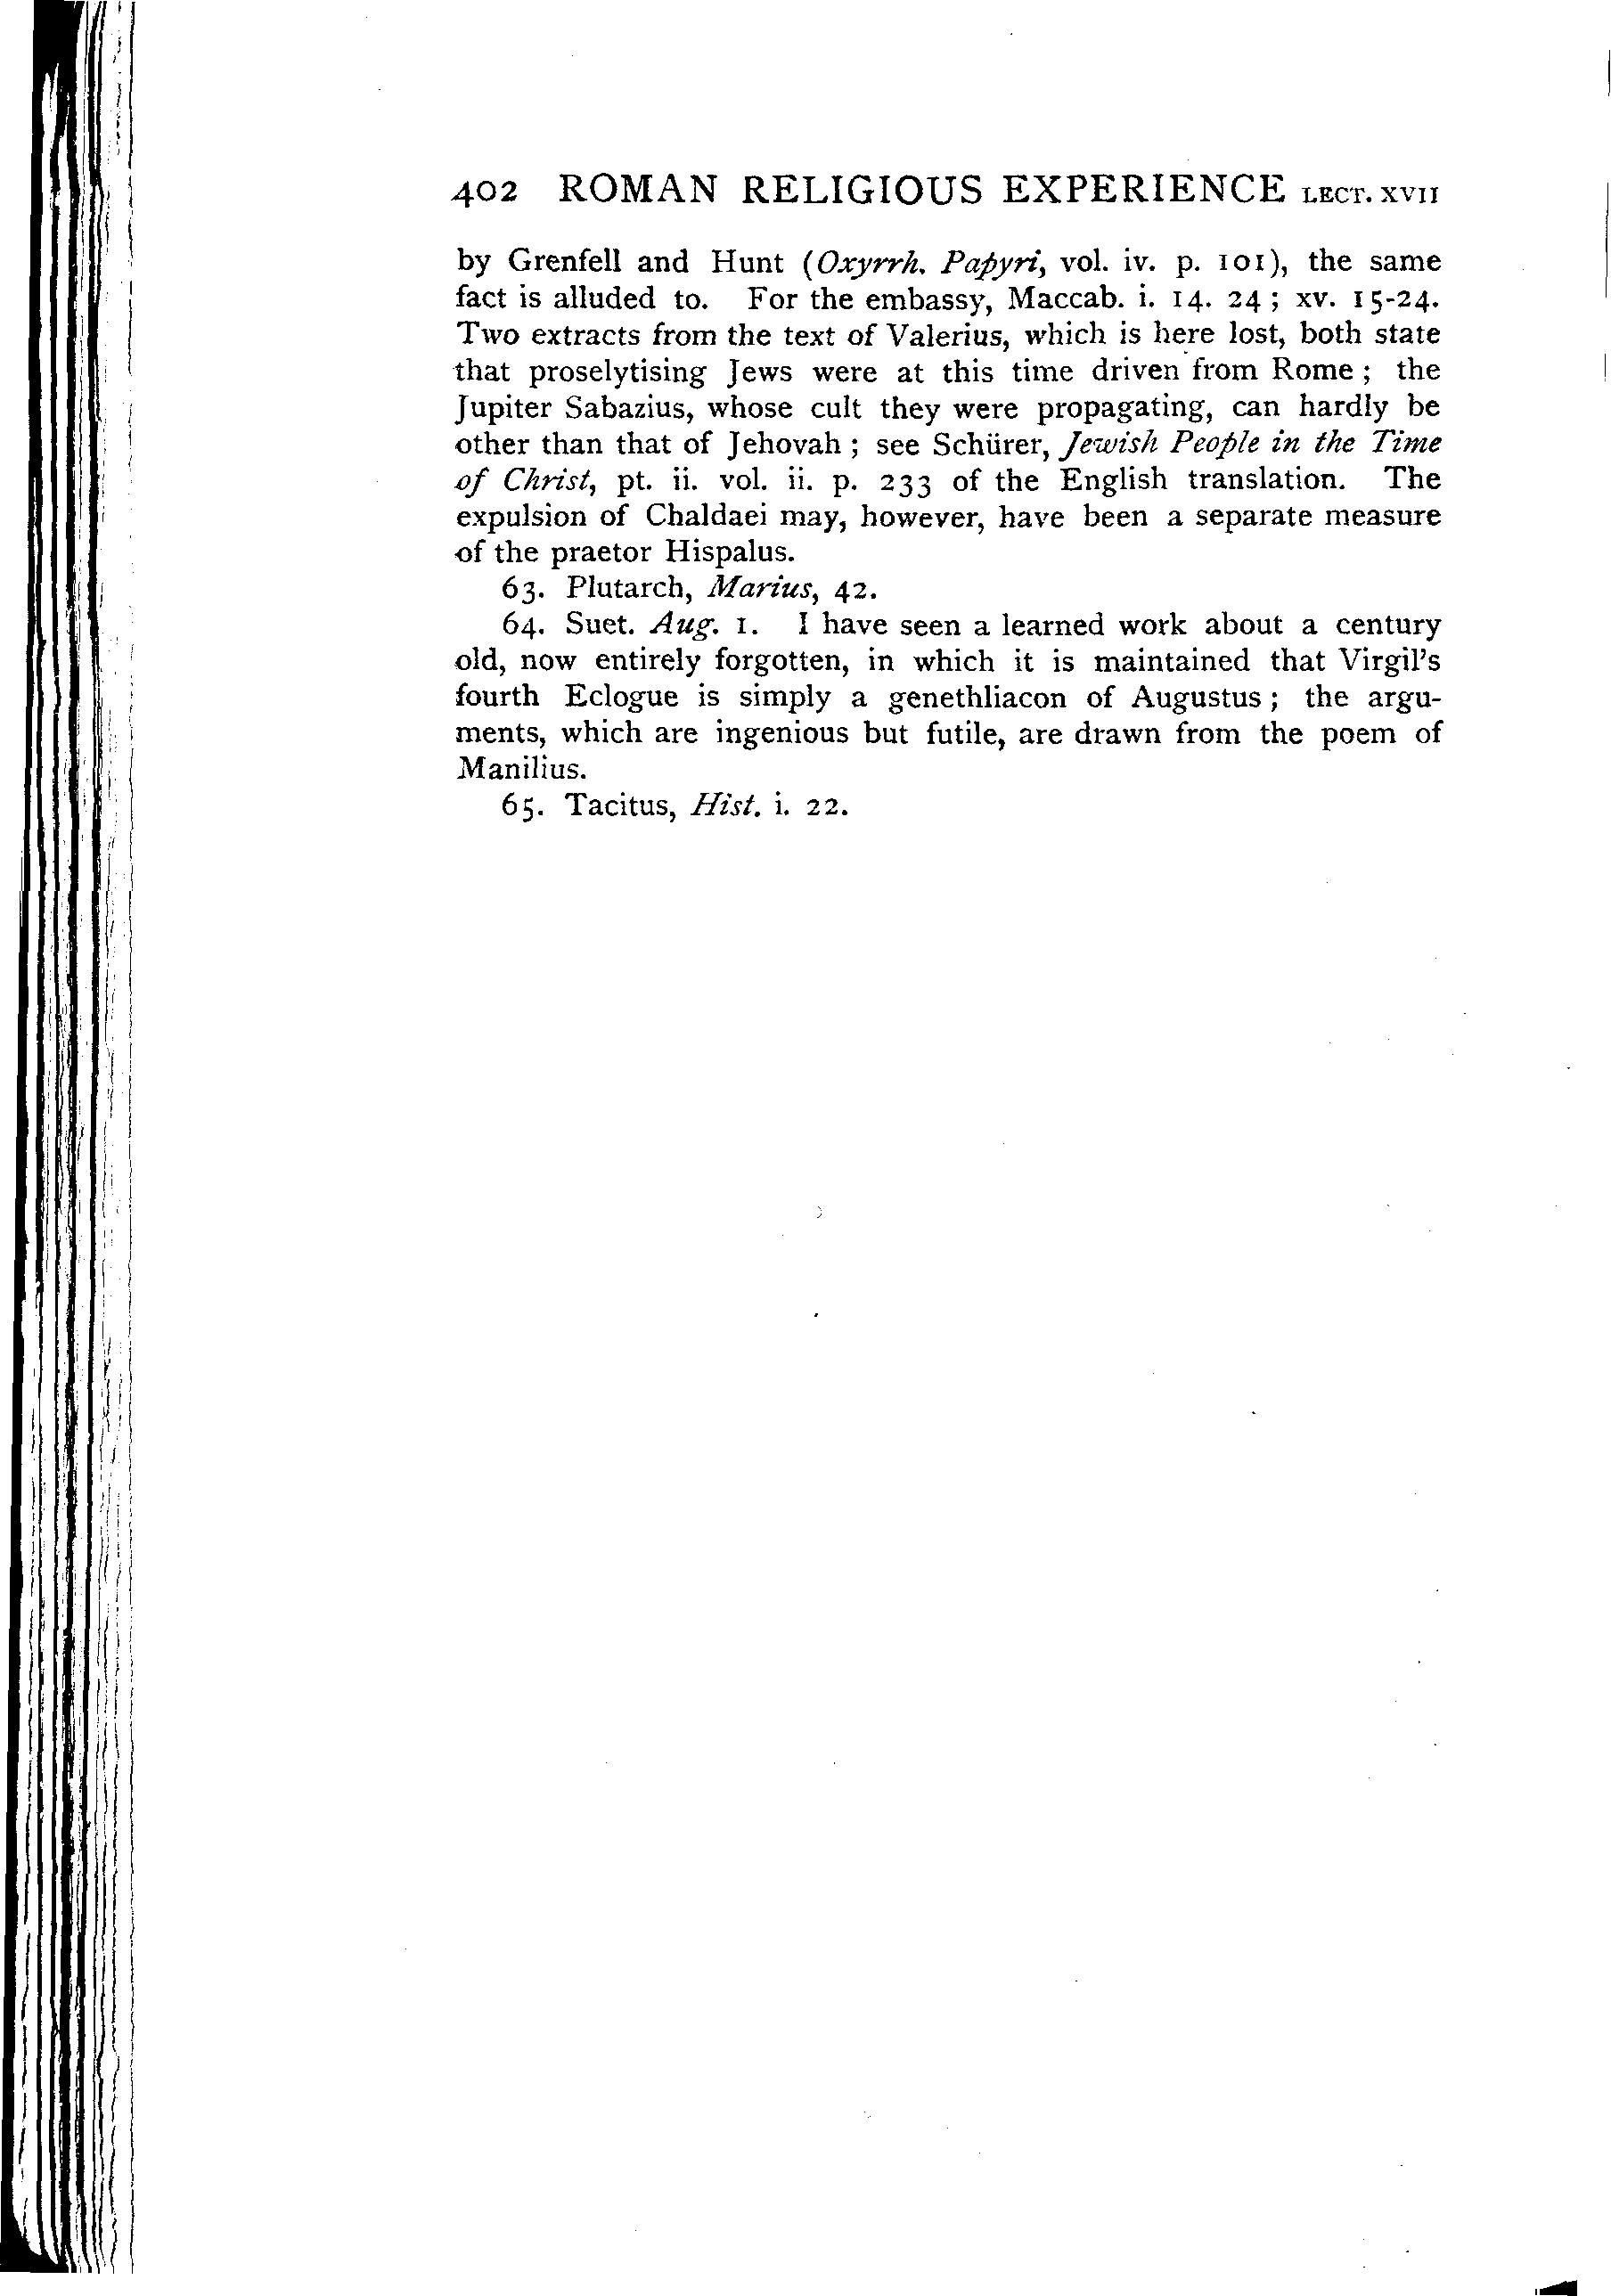 402 ROMAN RELIGIOUS EXPERIENCE LECT. XVII
by Grenfell and Hunt (Oxyrrh. Papyri, vol. iv. p. 101), the same
fact is alluded to. For the embassy, Maccab. i. 14. 24 ; xv. 15-24.
Two extracts from the text of Valerius, which is here lost, both state
that proselytising Jews were at this time driven from Rome ; the
Jupiter Sabazius, whose cult they were propagating, can hardly be
other than that of Jehovah ; see Schürer, Jewish People in the Time
of Christ, pt. ii. vol. ii. p. 233 of the English translation. The
expulsion of Chaldaei may, however, have been a separate measure
of the praetor Hispalus.
63. Plutarch, Marius, 42.
64. Suet. Aug. 1. I have seen a learned work about a century
old, now entirely forgotten, in which it is maintained that Virgil's
fourth Eclogue is simply a genethliacon of Augustus ; the argu-
ments, which are ingenious but futile, are drawn from the poem of
Manilius.
65. Tacitus, Hist. i. 22.